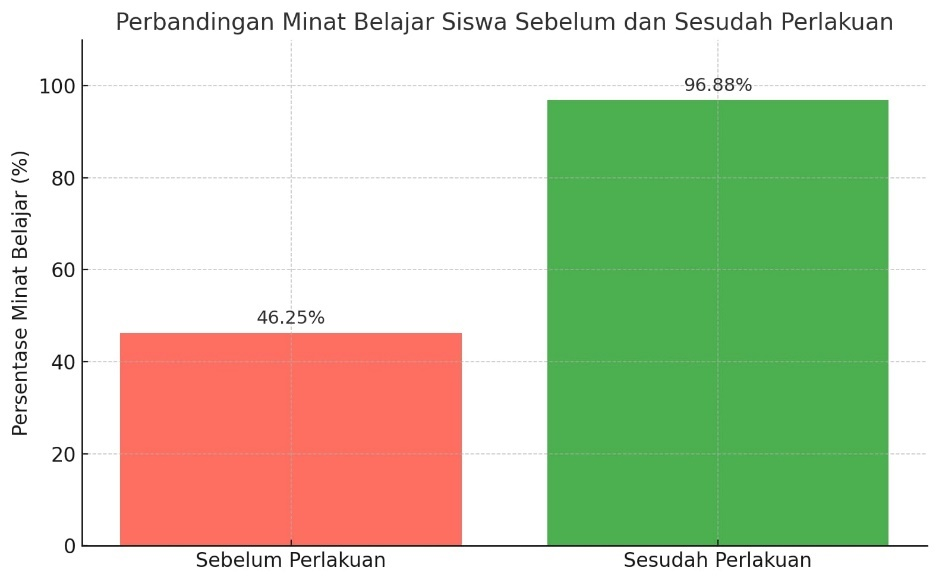 Perbandingan Minat Belajar Siswa Sebelum dan Sesudah Perlakuan
Persentase Minat Belajar (%)
100
80
60
40
20
0
46.25%
96.88%
Sebelum Perlakuan
Sesudah Perlakuan